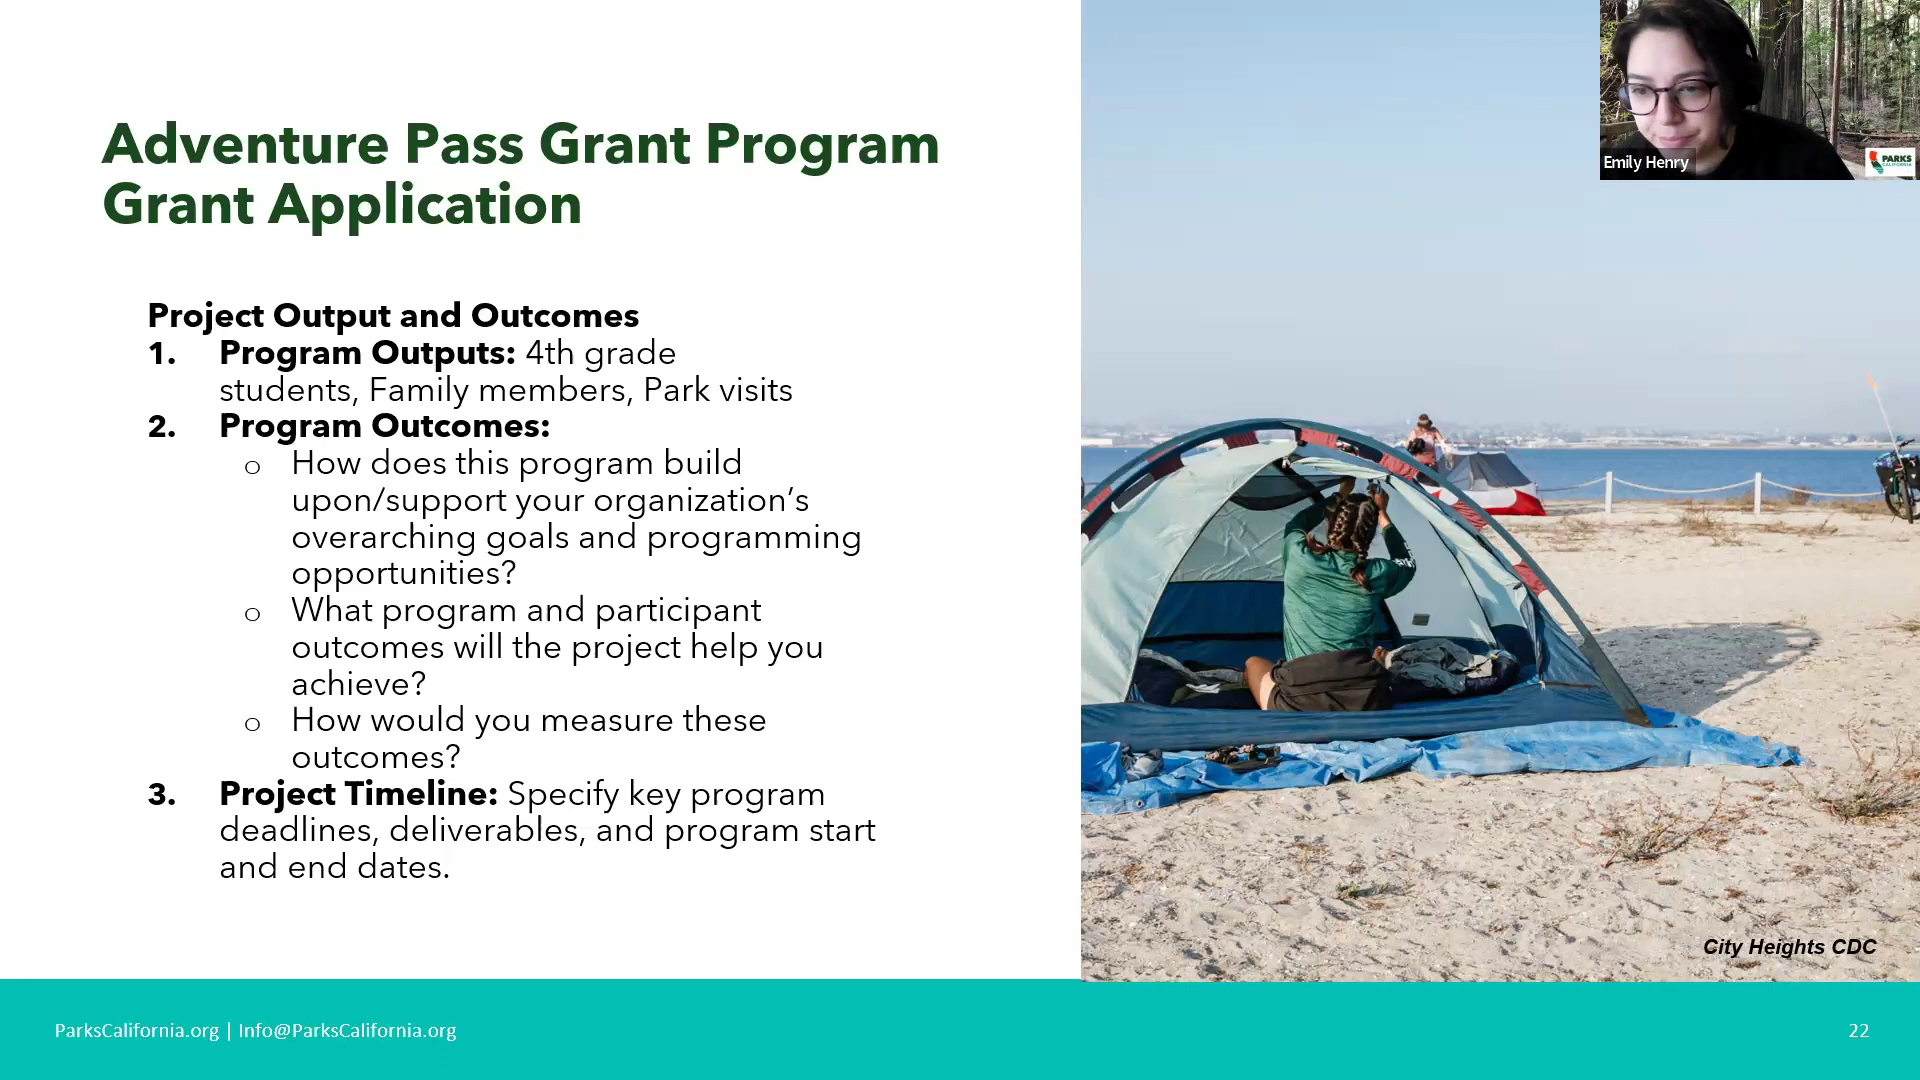 Adventure Pass Grant Program
Grant Application
Project Output and Outcomes
1. Program Outputs: 4th grade
students, Family members, Park visits
2. Program Outcomes:
o How does this program build
upon/support your organization’s
overarching goals and programming
opportunities?
o What program and participant
outcomes will the project help you
achieve?
o How would you measure these
outcomes?
3. Project Timeline: Specify key program
deadlines, deliverables, and program start
and end dates.
Emily Henry
PARKS
CALIFORNIA
City Heights CDC
ParksCalifornia.org | Info@ParksCalifornia.org
22